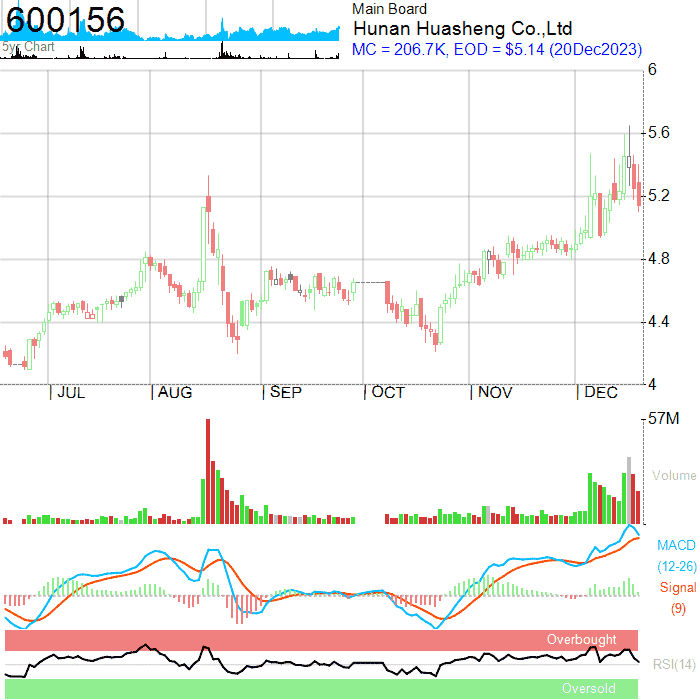 600156
5yr Chart
Main Board
Hunan Huasheng Co.,Ltd
MC = 206.7K, EOD = $5.14 (20Dec2023)
6
5.6
5.2
4.8
4.4
4
JUL
AUG
SEP
OCT
NOV
DEC
57M
Volume
MACD
(12-26)
Signal
(9)
Overbought
RSI(14)
Oversold